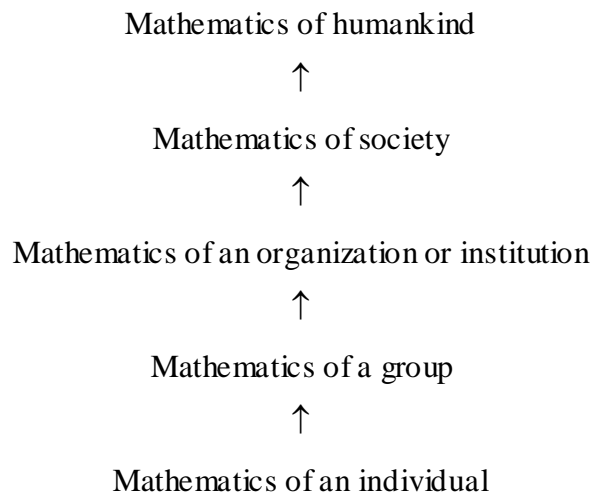 Mathematics of humankind
↑
Mathematics of society
↑
Mathematics of an organization or institution
↑
Mathematics of a group
↑
Mathematics of an individual